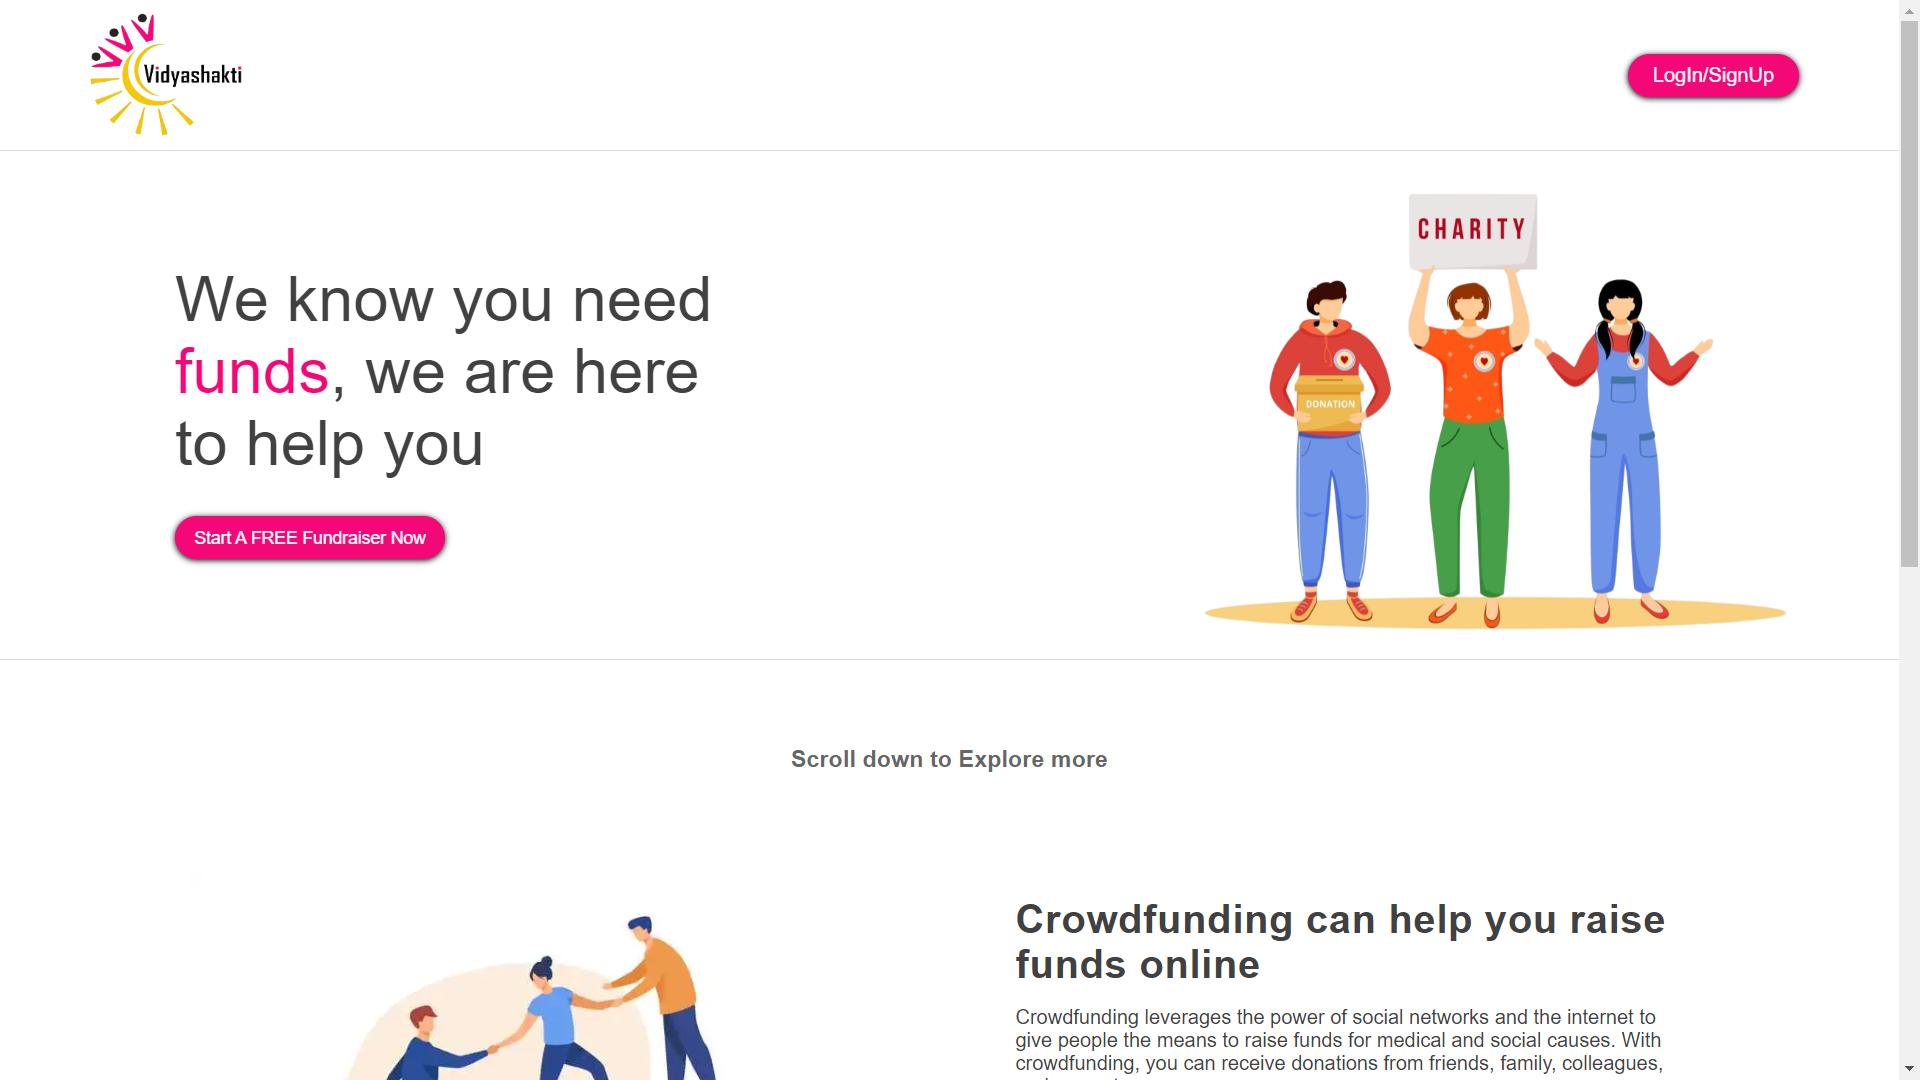 Vidyashakti
LogIn/SignUp
CHARITY
We know you need
funds, we are here
to help you
DONATION
Start A FREE Fundraiser Now
Scroll down to Explore more
Crowdfunding can help you raise
funds online
Crowdfunding leverages the power of social networks and the internet to
give people the means to raise funds for medical and social causes. With
crowdfunding, you can receive donations from friends, family, colleagues,